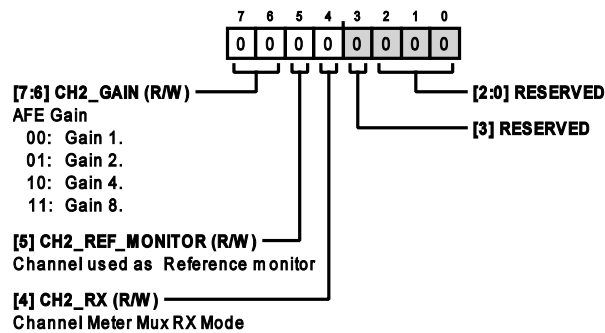 7 6 5 4 3 2 1 0
0 0 0 0 0 0 0 0
[7:6] CH2_GAIN (R/W)
AFE Gain
00: Gain 1.
01: Gain 2.
10: Gain 4.
11: Gain 8.
[5] CH2_REF_MONITOR (R/W)
Channel used as Reference monitor
[4] CH2_RX (R/W)
Channel Meter Mux RX Mode
[2:0] RESERVED
[3] RESERVED